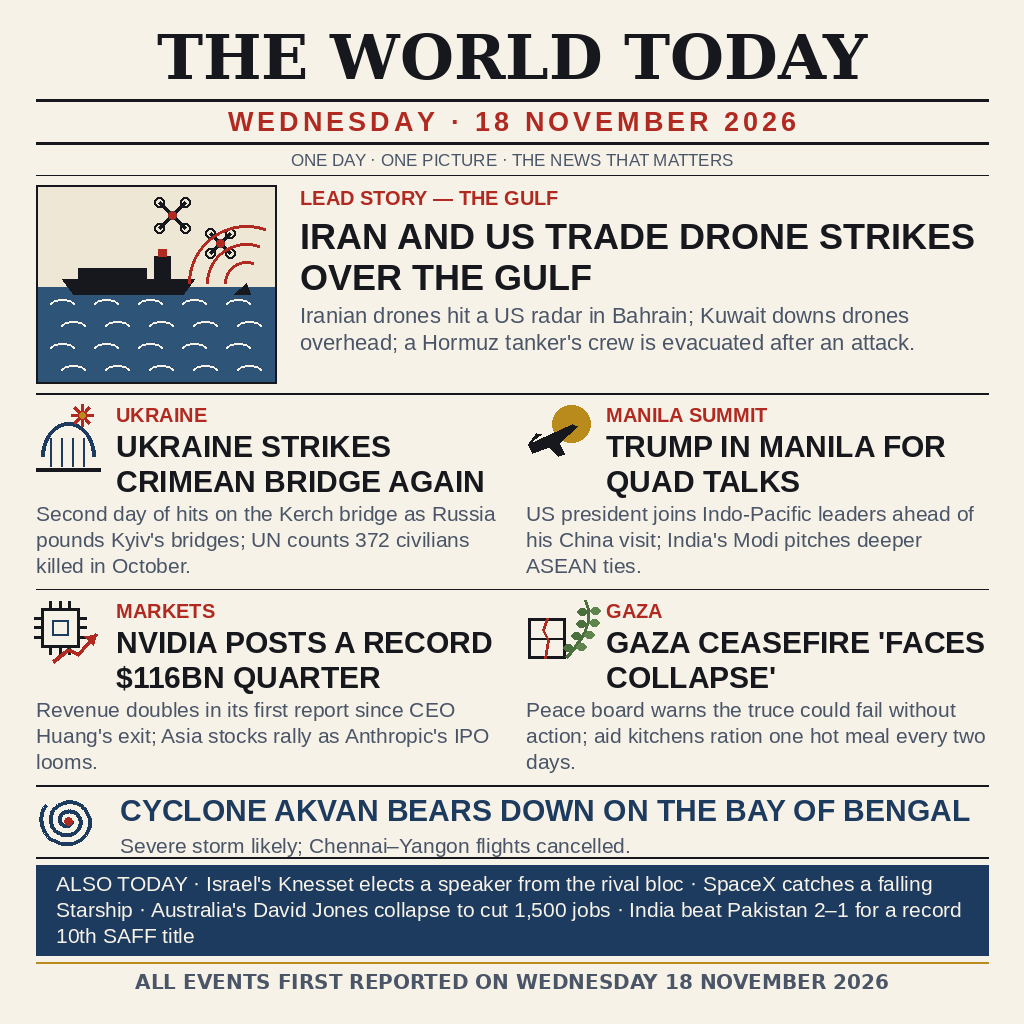 THE WORLD TODAY
WEDNESDAY · 18 NOVEMBER 2026
ONE DAY · ONE PICTURE · THE NEWS THAT MATTERS
LEAD STORY — THE GULF
IRAN AND US TRADE DRONE STRIKES
OVER THE GULF
Iranian drones hit a US radar in Bahrain; Kuwait downs drones
overhead; a Hormuz tanker's crew is evacuated after an attack.
UKRAINE
UKRAINE STRIKES
CRIMEAN BRIDGE AGAIN
Second day of hits on the Kerch bridge as Russia
pounds Kyiv's bridges; UN counts 372 civilians
killed in October.
MANILA SUMMIT
TRUMP IN MANILA FOR
QUAD TALKS
US president joins Indo-Pacific leaders ahead of
his China visit; India's Modi pitches deeper
ASEAN ties.
MARKETS
NVIDIA POSTS A RECORD
$116BN QUARTER
Revenue doubles in its first report since CEO
Huang's exit; Asia stocks rally as Anthropic's IPO
looms.
GAZA
GAZA CEASEFIRE 'FACES
COLLAPSE'
Peace board warns the truce could fail without
action; aid kitchens ration one hot meal every two
days.
CYCLONE AKVAN BEARS DOWN ON THE BAY OF BENGAL
Severe storm likely; Chennai–Yangon flights cancelled.
ALSO TODAY · Israel's Knesset elects a speaker from the rival bloc · SpaceX catches a falling
Starship · Australia's David Jones collapse to cut 1,500 jobs · India beat Pakistan 2–1 for a record
10th SAFF title
ALL EVENTS FIRST REPORTED ON WEDNESDAY 18 NOVEMBER 2026